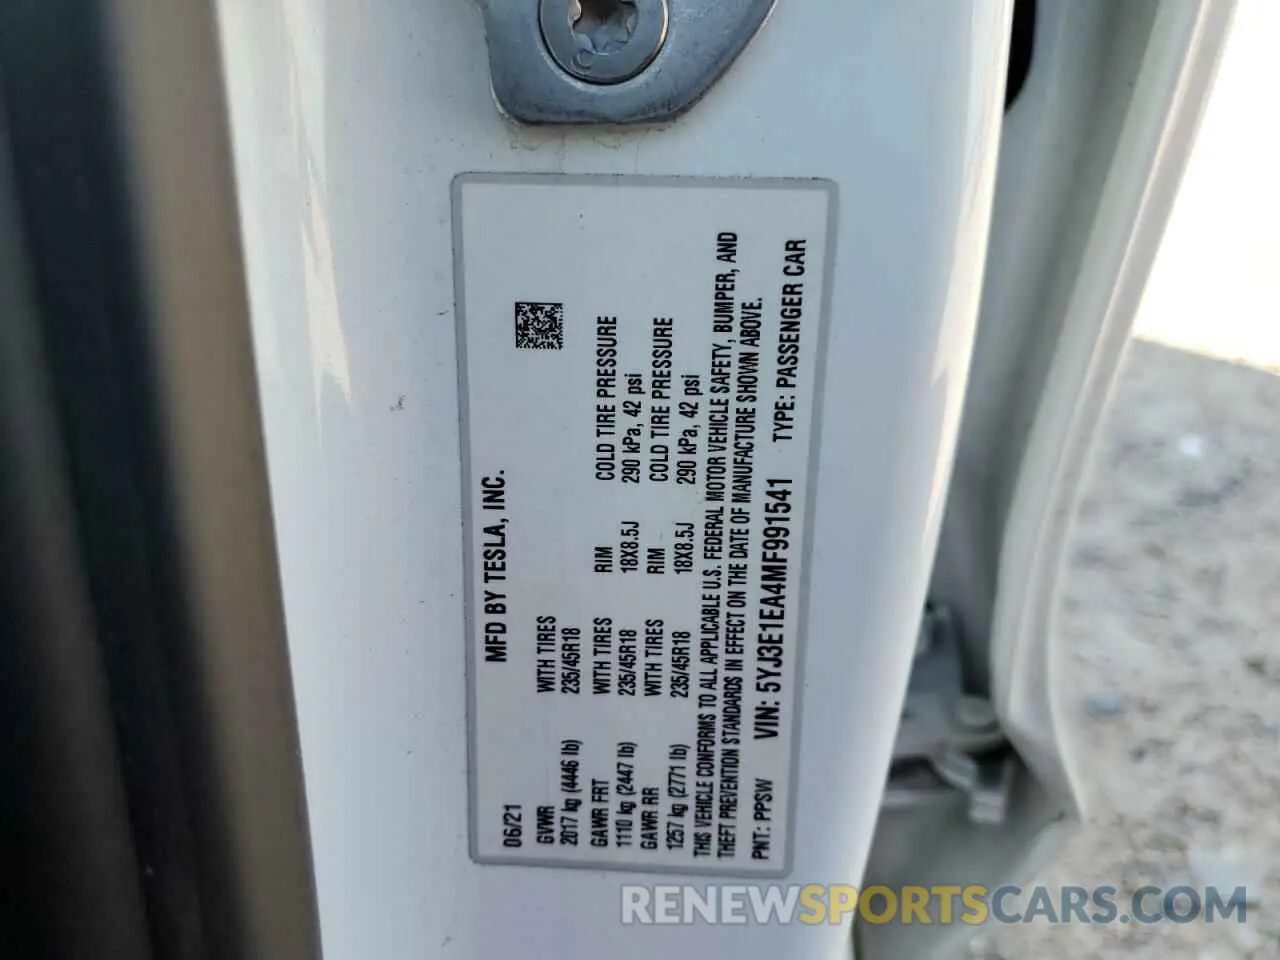 MFD BY TESLA, INC.
06/21
GVWR WITH TIRES
2017 kg (4446 lb) 235/45R18
GAWR FRT WITH TIRES RIM COLD TIRE PRESSURE
1110 kg (2447 lb) 235/45R18 18X8.5J 290 kPa, 42 psi
GAWR RR WITH TIRES RIM COLD TIRE PRESSURE
1257 kg (2771 lb) 235/45R18 18X8.5J 290 kPa, 42 psi
THIS VEHICLE CONFORMS TO ALL APPLICABLE U.S. FEDERAL MOTOR VEHICLE SAFETY, BUMPER, AND
THEFT PREVENTION STANDARDS IN EFFECT ON THE DATE OF MANUFACTURE SHOWN ABOVE.
PNT: PPSW VIN: 5YJ3E1EA4MF991541 TYPE: PASSENGER CAR
RENEWSPORTSCARS.COM